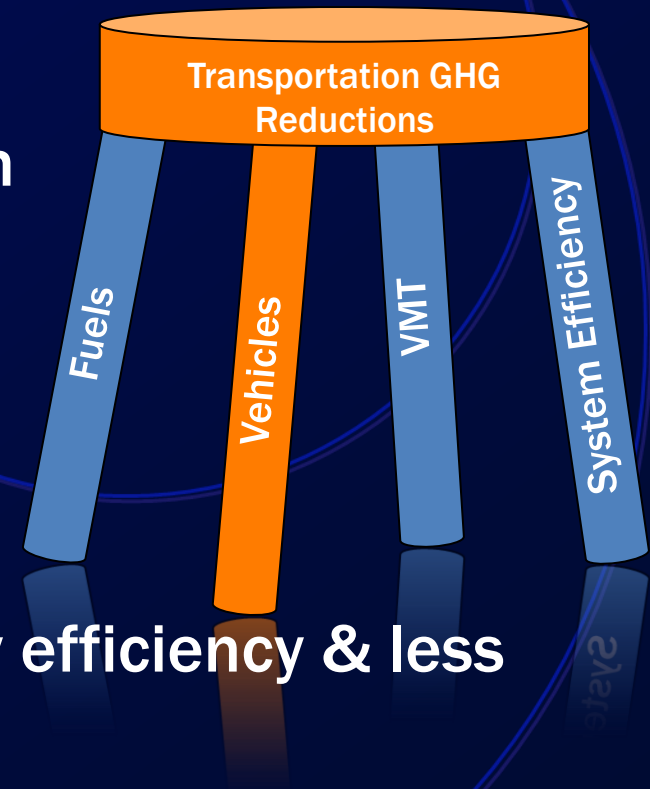 Transportation GHG
Reductions
Fuels
Vehicles
VMT
System Efficiency
efficiency & less